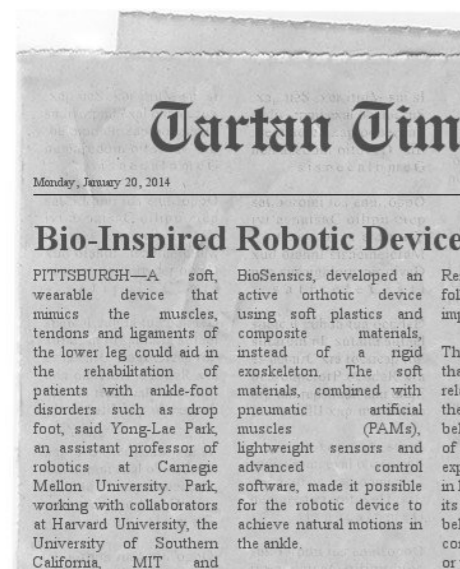 Tartan Tim
Monday, January 20, 2014
Bio-Inspired Robotic Device
PITTSBURGH—A soft,
wearable device that
mimics the muscles,
tendons and ligaments of
the lower leg could aid in
the rehabilitation of
patients with ankle-foot
disorders such as drop
foot, said Yong-Lae Park,
an assistant professor of
robotics at Carnegie
Mellon University. Park,
working with collaborators
at Harvard University, the
University of Southern
California, MIT and
BioSensics, developed an
active orthotic device
using soft plastics and
composite materials,
instead of a rigid
exoskeleton. The soft
materials, combined with
pneumatic artificial
muscles (PAMs),
lightweight sensors and
advanced control
software, made it possible
for the robotic device to
achieve natural motions in
the ankle.